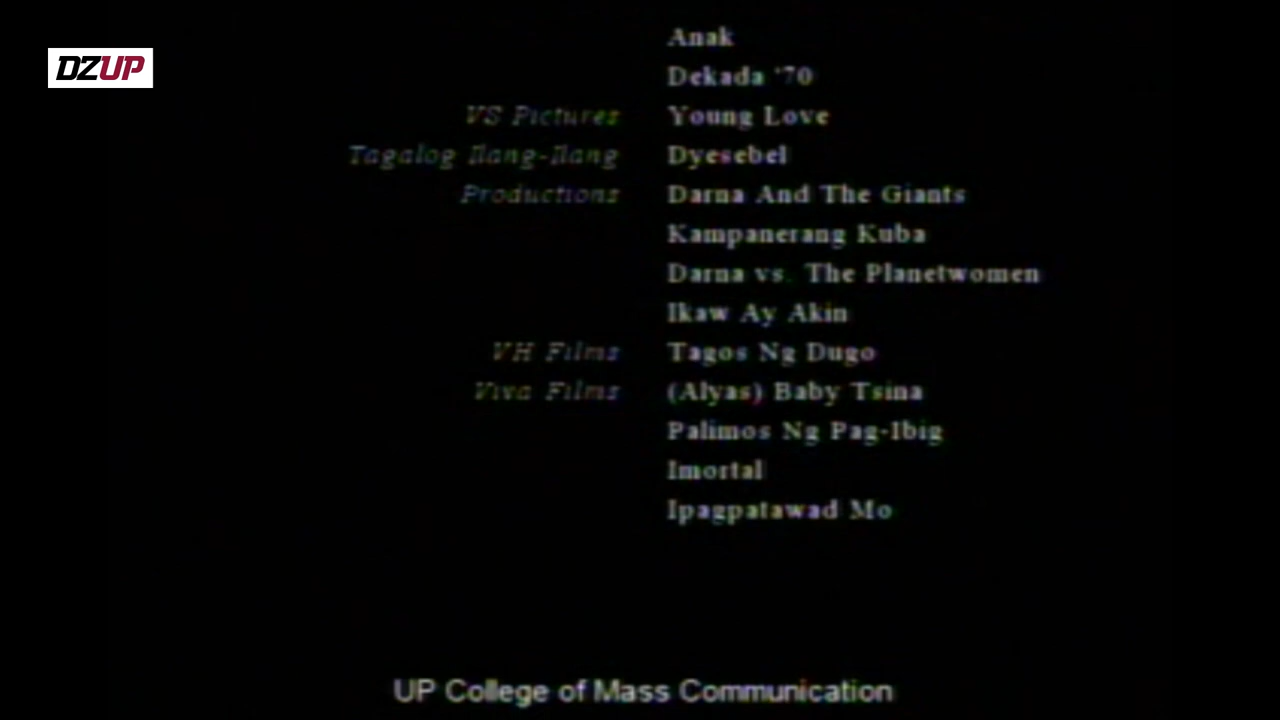 Anak
DZUP
Dekada '70
VS Pictures Young Love
Tagalog Ilang-Ilang Dyesebel
Productions Darna And The Giants
Kampanerang Kuba
Darna vs. The Planetwomen
Ikaw Ay Akin
VH Films Tagos Ng Dugo
Viva Films (Alyas) Baby Tsina
Palimos Ng Pag-Ibig
Imortal
Ipagpatawad Mo
UP College of Mass Communication